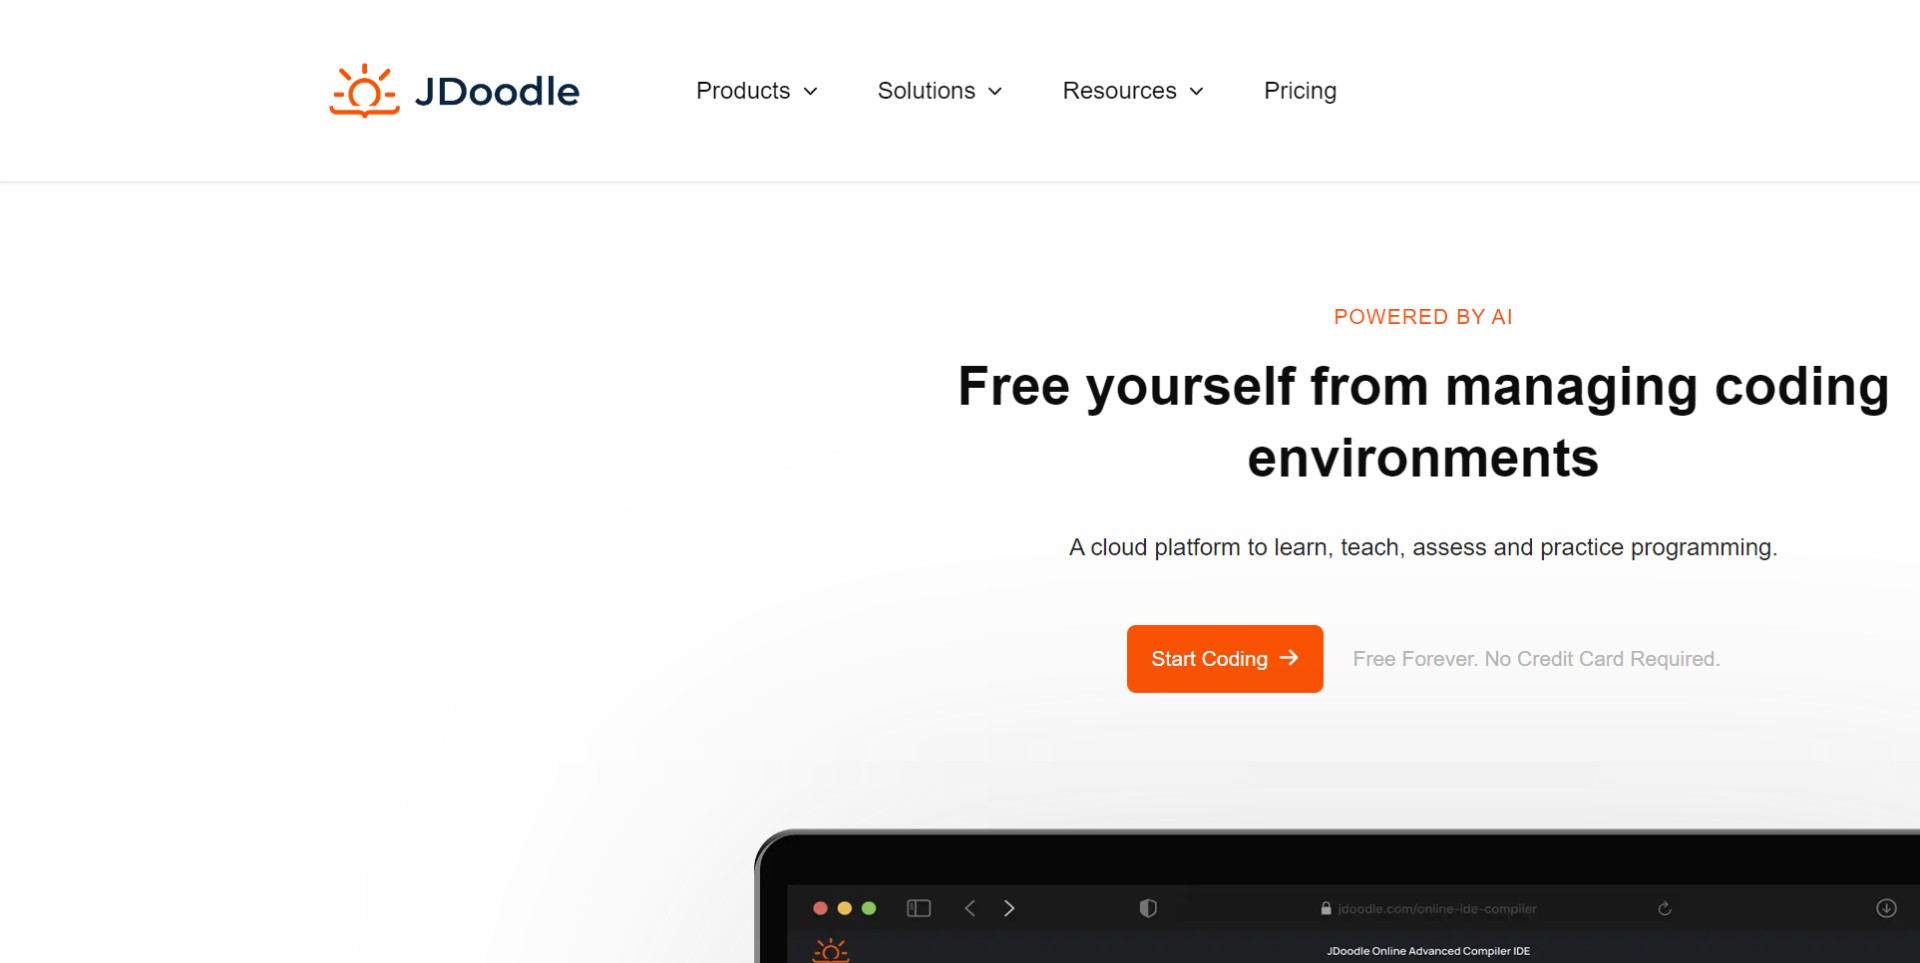 JDoodle
Products
Solutions
Resources
Pricing
POWERED BY AI
Free yourself from managing coding
environments
A cloud platform to learn, teach, assess and practice programming.
Start Coding
Free Forever. No Credit Card Required.
jdoodle.com/online-ide-compiler
JDoodle Online Advanced Compiler IDE